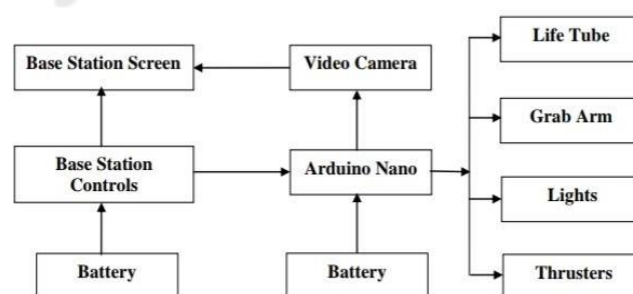 Life Tube
Base Station Screen
Video Camera
Grab Arm
Base Station
Controls
Arduino Nano
Lights
Battery
Battery
Thrusters